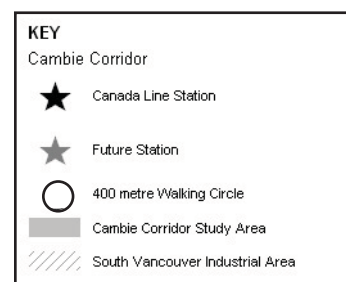 KEY
Cambie Corridor
Canada Line Station
Future Station
400 metre Walking Circle
Cambie Corridor Study Area
South Vancouver Industrial Area